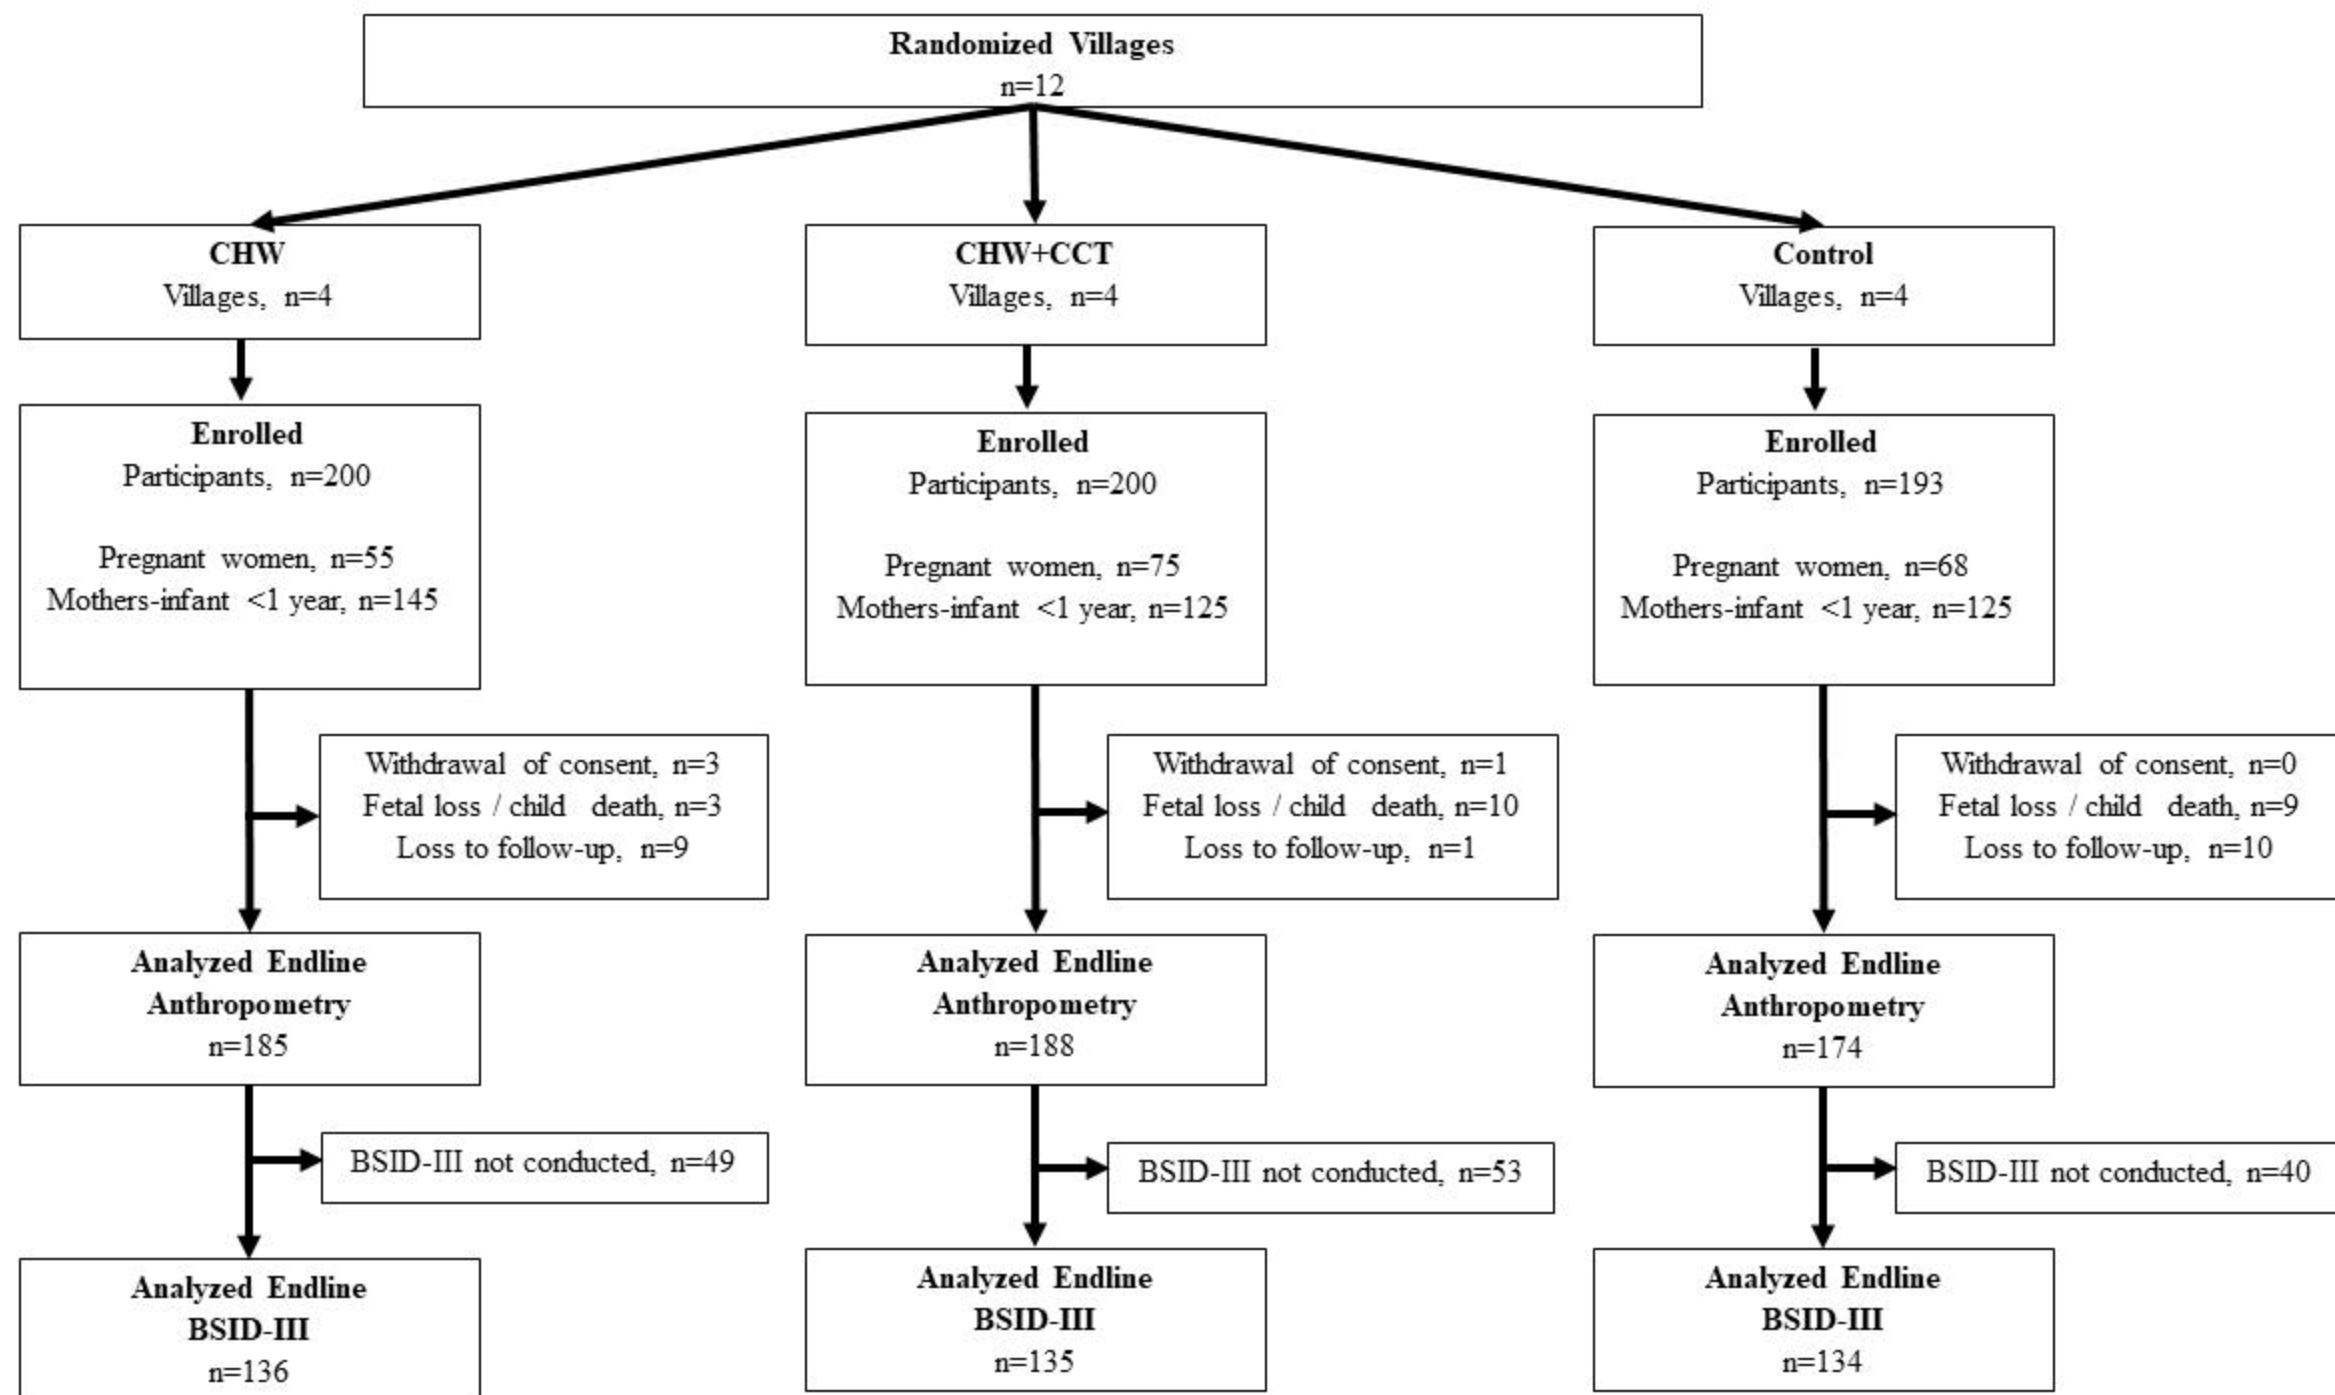 Randomized Villages
n=12
CHW
Villages, n=4
CHW+CCT
Villages, n=4
Control
Villages, n=4
Enrolled
Participants, n=200
Pregnant women, n=55
Mothers-infant <1 year, n=145
Enrolled
Participants, n=200
Pregnant women, n=75
Mothers-infant <1 year, n=125
Enrolled
Participants, n=193
Pregnant women, n=68
Mothers-infant <1 year, n=125
Withdrawal of consent, n=3
Fetal loss / child death, n=3
Loss to follow-up, n=9
Withdrawal of consent, n=1
Fetal loss / child death, n=10
Loss to follow-up, n=1
Withdrawal of consent, n=0
Fetal loss / child death, n=9
Loss to follow-up, n=10
Analyzed Endline
Anthropometry
n=185
Analyzed Endline
Anthropometry
n=188
Analyzed Endline
Anthropometry
n=174
BSID-III not conducted, n=49
BSID-III not conducted, n=53
BSID-III not conducted, n=40
Analyzed Endline
BSID-III
n=136
Analyzed Endline
BSID-III
n=135
Analyzed Endline
BSID-III
n=134